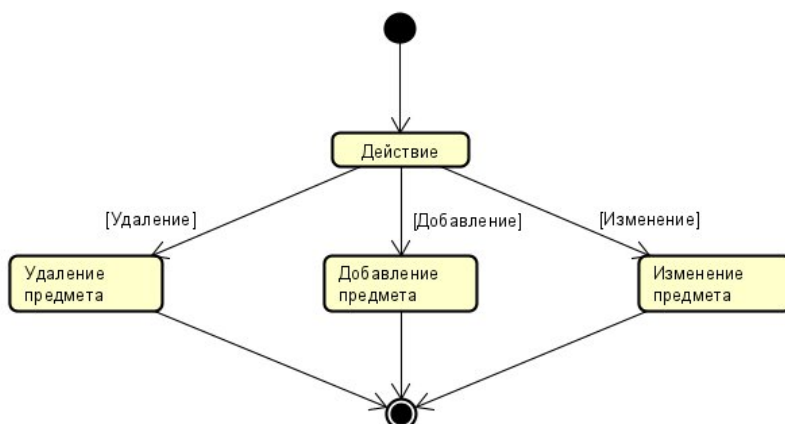 Действие
[Удаление]
[Добавление]
[Изменение]
Удаление
предмета
Добавление
предмета
Изменение
предмета